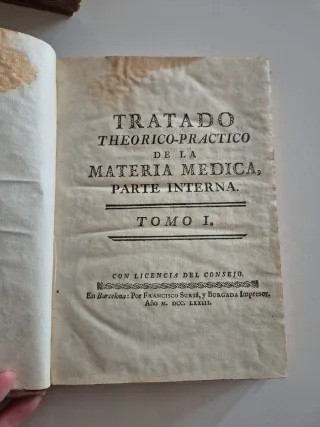 TRATADO
THEORICO-PRACTICO
DE LA
MATERIA MEDICA,
PARTE INTERNA.
TOMO I.
CON LICENCIA DEL CONSEJO.
En Barcelona: Por FRANCISCO SURIÁ, y BURGADA Impresor,
Año M. DCC. LXXIII.